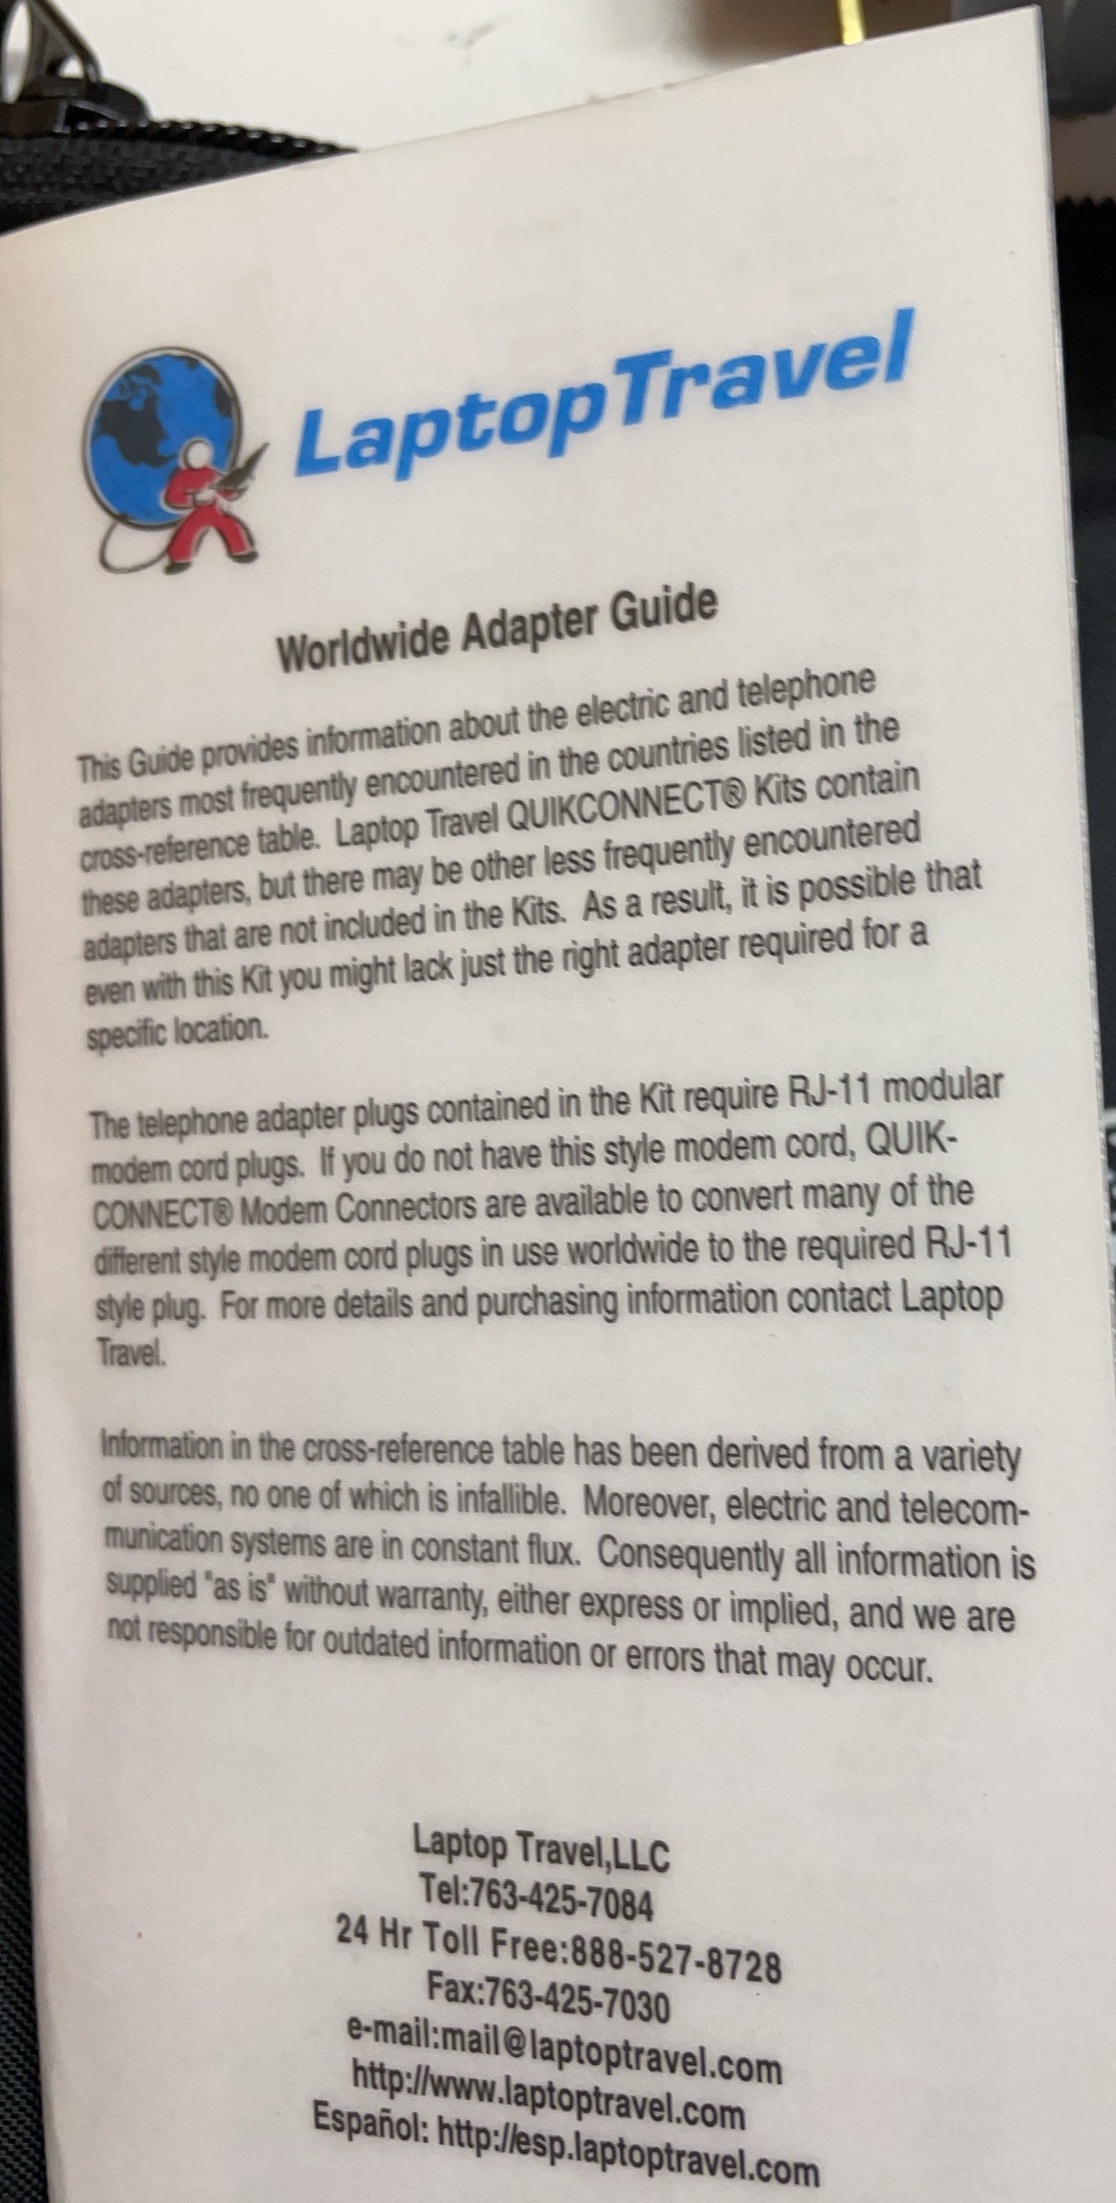 LaptopTravel
Worldwide Adapter Guide
This Guide provides information about the electric and telephone
adapters most frequently encountered in the countries listed in the
cross-reference table. Laptop Travel QUIKCONNECT® Kits contain
these adapters, but there may be other less frequently encountered
adapters that are not included in the Kits. As a result, it is possible that
even with this Kit you might lack just the right adapter required for a
specific location.
The telephone adapter plugs contained in the Kit require RJ-11 modular
modem cord plugs. If you do not have this style modem cord, QUIK-
CONNECT® Modem Connectors are available to convert many of the
different style modem cord plugs in use worldwide to the required RJ-11
style plug. For more details and purchasing information contact Laptop
Travel.
Information in the cross-reference table has been derived from a variety
of sources, no one of which is infallible. Moreover, electric and telecom-
munication systems are in constant flux. Consequently all information is
supplied "as is" without warranty, either express or implied, and we are
not responsible for outdated information or errors that may occur.
Laptop Travel,LLC
Tel:763-425-7084
24 Hr Toll Free:888-527-8728
Fax:763-425-7030
e-mail:mail@laptoptravel.com
http://www.laptoptravel.com
Español: http://esp.laptoptravel.com